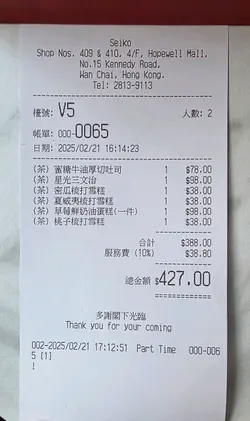 Seiko
Shop Nos. 409 & 410, 4/F, Hopewell Mall,
No.15 Kennedy Road,
Wan Chai, Hong Kong.
Tel: 2813-9113
檯號: V5 人數: 2
帳單: 000-0065
日期: 2025/02/21 16:14:23
(茶) 蜜糖牛油厚切吐司 1 $78.00
(茶) 星光三文治 1 $98.00
(茶) 密瓜梳打雪糕 1 $38.00
(茶) 夏威夷梳打雪糕 1 $38.00
(茶) 草莓鮮奶油蛋糕(一件) 1 $98.00
(茶) 桃子梳打雪糕 1 $38.00
合計 $388.00
服務費 (10%) $38.80
總金額 $427.00
多謝閣下光臨
Thank you for your coming
002-2025/02/21 17:12:51 Part Time 000-006
5 [1]
!